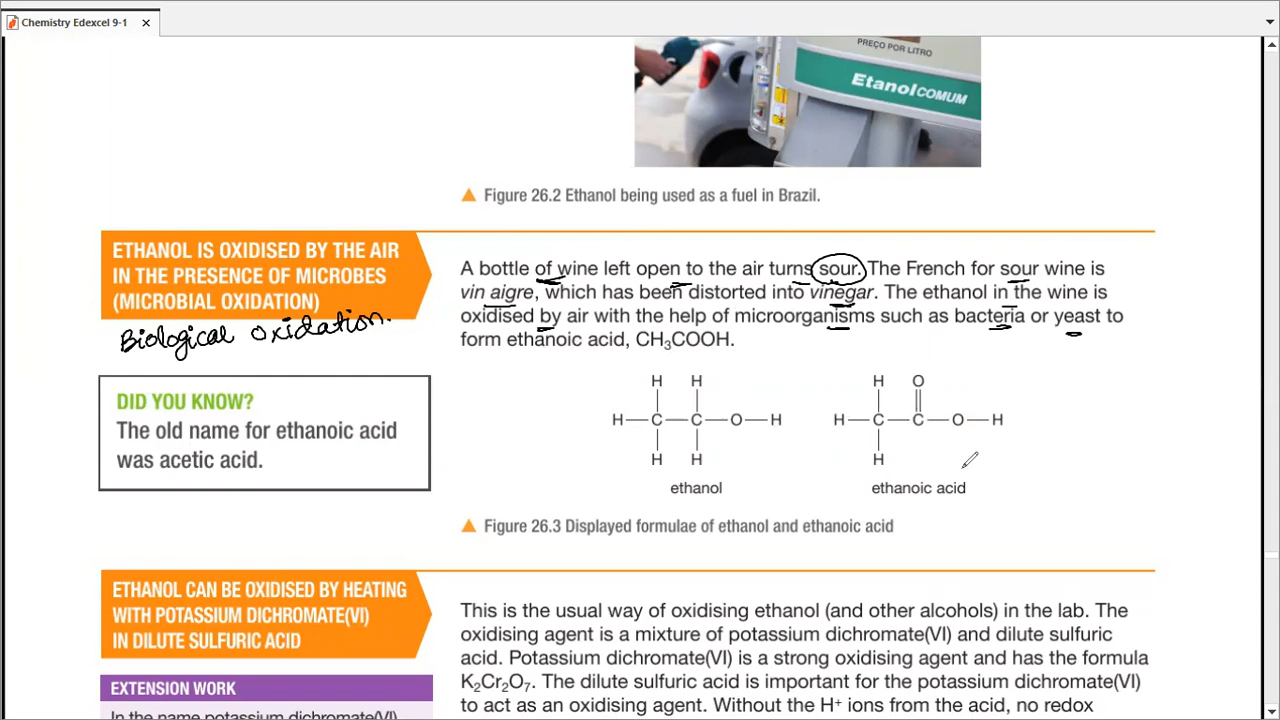 Chemistry Edexcel 9-1
PREÇO POR LITRO
Etanol COMUM
Figure 26.2 Ethanol being used as a fuel in Brazil.
ETHANOL IS OXIDISED BY THE AIR
IN THE PRESENCE OF MICROBES
(MICROBIAL OXIDATION)
Biological oxidation.
A bottle of wine left open to the air turns sour. The French for sour wine is
vin aigre, which has been distorted into vinegar. The ethanol in the wine is
oxidised by air with the help of microorganisms such as bacteria or yeast to
form ethanoic acid, CH₃COOH.
DID YOU KNOW?
The old name for ethanoic acid
was acetic acid.
H H
H C C O H
H H
ethanol
H O
H C C O H
H
ethanoic acid
Figure 26.3 Displayed formulae of ethanol and ethanoic acid
ETHANOL CAN BE OXIDISED BY HEATING
WITH POTASSIUM DICHROMATE(VI)
IN DILUTE SULFURIC ACID
This is the usual way of oxidising ethanol (and other alcohols) in the lab. The
oxidising agent is a mixture of potassium dichromate(VI) and dilute sulfuric
acid. Potassium dichromate(VI) is a strong oxidising agent and has the formula
K₂Cr₂O₇. The dilute sulfuric acid is important for the potassium dichromate(VI)
to act as an oxidising agent. Without the H⁺ ions from the acid, no redox
EXTENSION WORK
In the name potassium dichromate(VI)